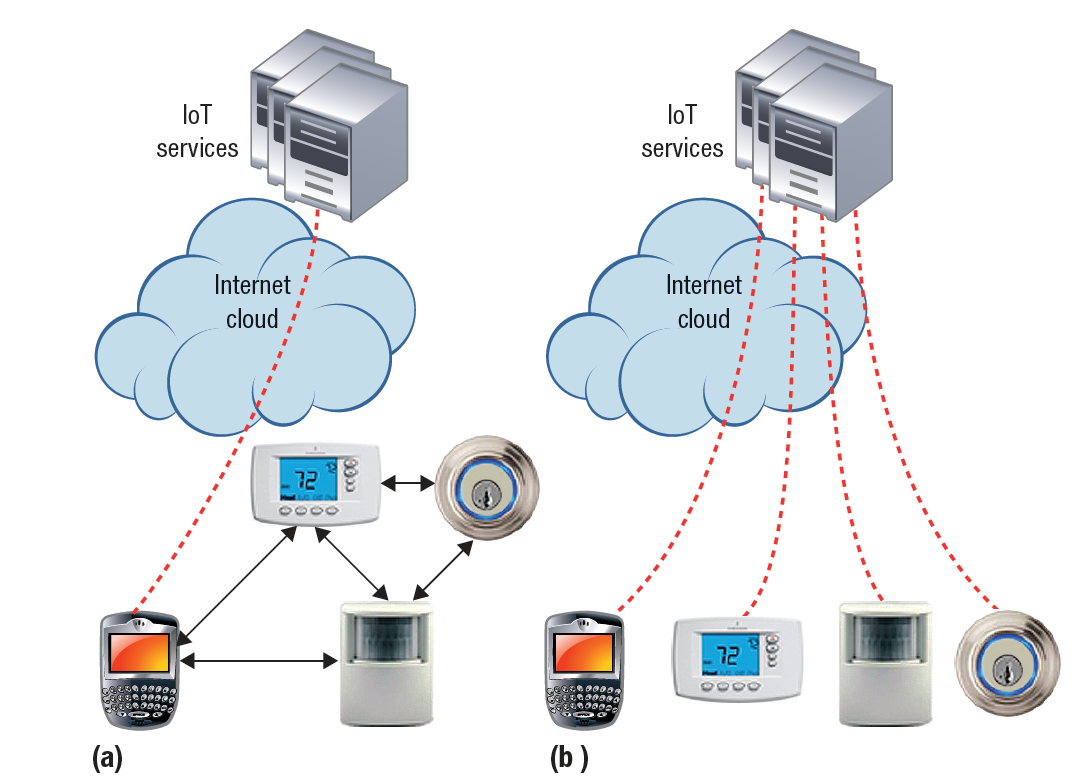 IoT
services
Internet
cloud
72
(a)
IoT
services
Internet
cloud
72
(b )